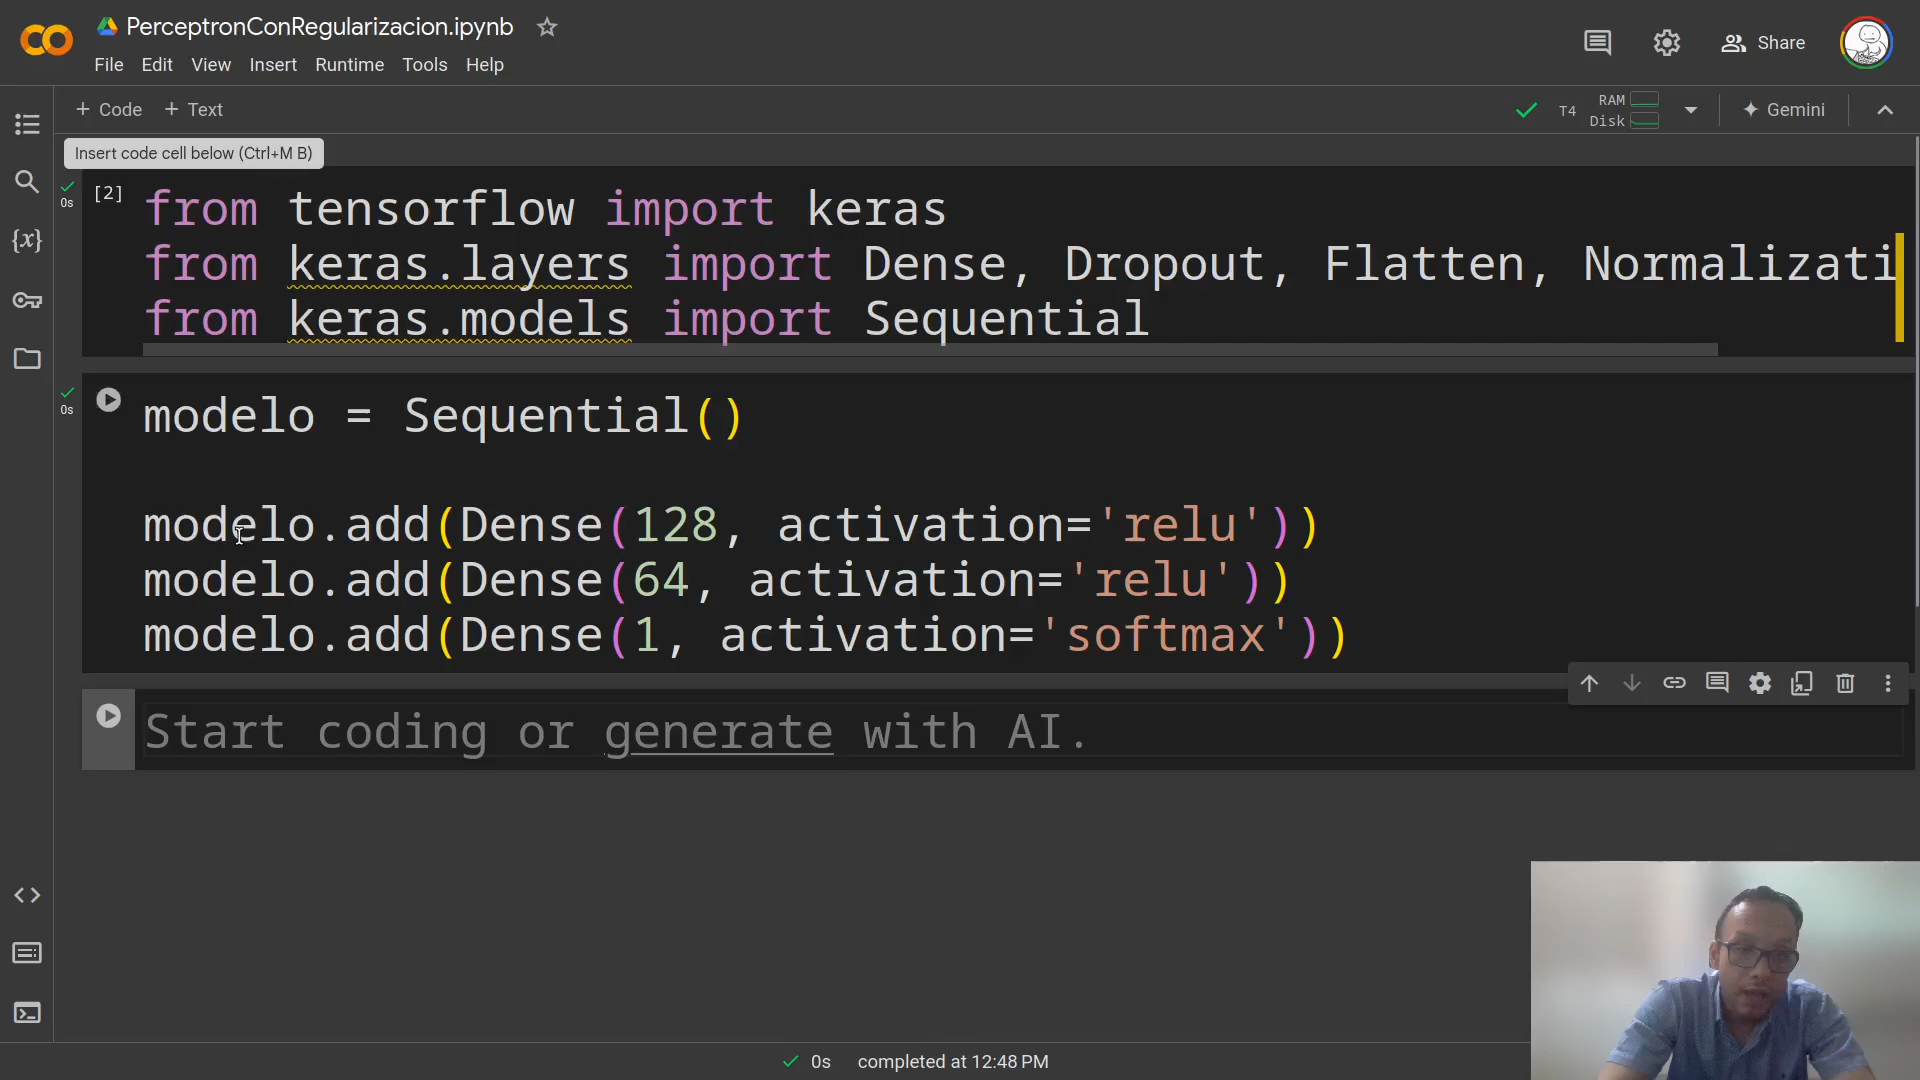 PerceptronConRegularizacion.ipynb
File Edit View Insert Runtime Tools Help
Share
+ Code + Text
T4
RAM
Disk
Gemini
Insert code cell below (Ctrl+M B)
[2]
0s
from tensorflow import keras
from keras.layers import Dense, Dropout, Flatten, Normalizati
from keras.models import Sequential
0s
modelo = Sequential()
modelo.add(Dense(128, activation='relu'))
modelo.add(Dense(64, activation='relu'))
modelo.add(Dense(1, activation='softmax'))
Start coding or generate with AI.
{x}
0s completed at 12:48 PM